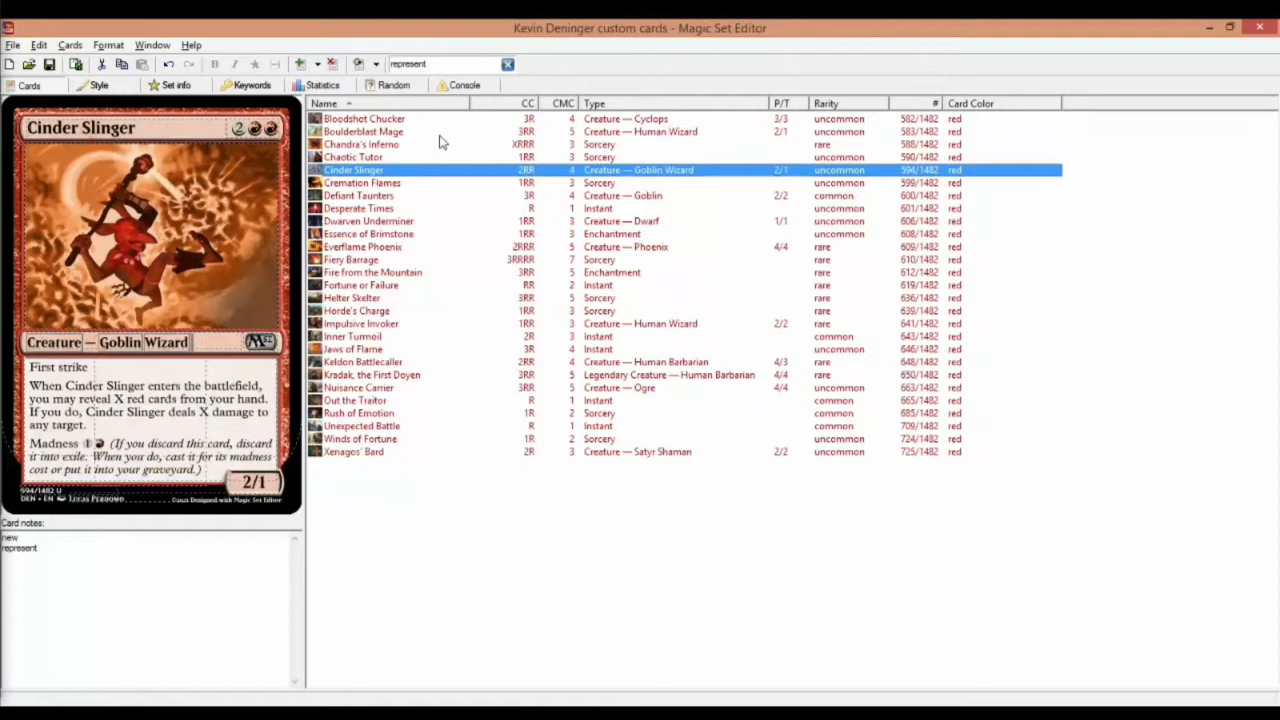 Kevin Deninger custom cards - Magic Set Editor
File Edit Cards Format Window Help
represent
Cards Style Set info Keywords Statistics Random Console
Cinder Slinger 2
Creature — Goblin Wizard
First strike
When Cinder Slinger enters the battlefield,
you may reveal X red cards from your hand.
If you do, Cinder Slinger deals X damage to
any target.
Madness 1 (If you discard this card, discard
it into exile. When you do, cast it for its madness
cost or put it into your graveyard.)
2/1
594/1482 U
DEN • EN Lucas Perdomo ©2021 Designed with Magic Set Editor
Card notes:
new
represent
Name CC CMC Type P/T Rarity # Card Color
Bloodshot Chucker 3R 4 Creature — Cyclops 3/3 uncommon 582/1482 red
Boulderblast Mage 3RR 5 Creature — Human Wizard 2/1 uncommon 583/1482 red
Chandra's Inferno XRRR 3 Sorcery rare 588/1482 red
Chaotic Tutor 1RR 3 Sorcery uncommon 590/1482 red
Cinder Slinger 2RR 4 Creature — Goblin Wizard 2/1 uncommon 594/1482 red
Cremation Flames 1RR 3 Sorcery uncommon 599/1482 red
Defiant Taunters 3R 4 Creature — Goblin 2/2 common 600/1482 red
Desperate Times R 1 Instant uncommon 601/1482 red
Dwarven Underminer 1RR 3 Creature — Dwarf 1/1 uncommon 606/1482 red
Essence of Brimstone 1RR 3 Enchantment uncommon 608/1482 red
Everflame Phoenix 2RRR 5 Creature — Phoenix 4/4 rare 609/1482 red
Fiery Barrage 3RRRR 7 Sorcery rare 610/1482 red
Fire from the Mountain 3RR 5 Enchantment rare 612/1482 red
Fortune or Failure RR 2 Instant rare 619/1482 red
Helter Skelter 3RR 5 Sorcery rare 636/1482 red
Horde's Charge 1RR 3 Sorcery rare 639/1482 red
Impulsive Invoker 1RR 3 Creature — Human Wizard 2/2 rare 641/1482 red
Inner Turmoil 2R 3 Instant common 643/1482 red
Jaws of Flame 3R 4 Instant uncommon 646/1482 red
Keldon Battlecaller 2RR 4 Creature — Human Barbarian 4/3 rare 648/1482 red
Kradak, the First Doyen 3RR 5 Legendary Creature — Human Barbarian 4/4 rare 650/1482 red
Nuisance Carrier 3RR 5 Creature — Ogre 4/4 uncommon 663/1482 red
Out the Traitor R 1 Instant common 665/1482 red
Rush of Emotion 1R 2 Sorcery common 685/1482 red
Unexpected Battle R 1 Instant common 709/1482 red
Winds of Fortune 1R 2 Sorcery uncommon 724/1482 red
Xenagos' Bard 2R 3 Creature — Satyr Shaman 2/2 uncommon 725/1482 red